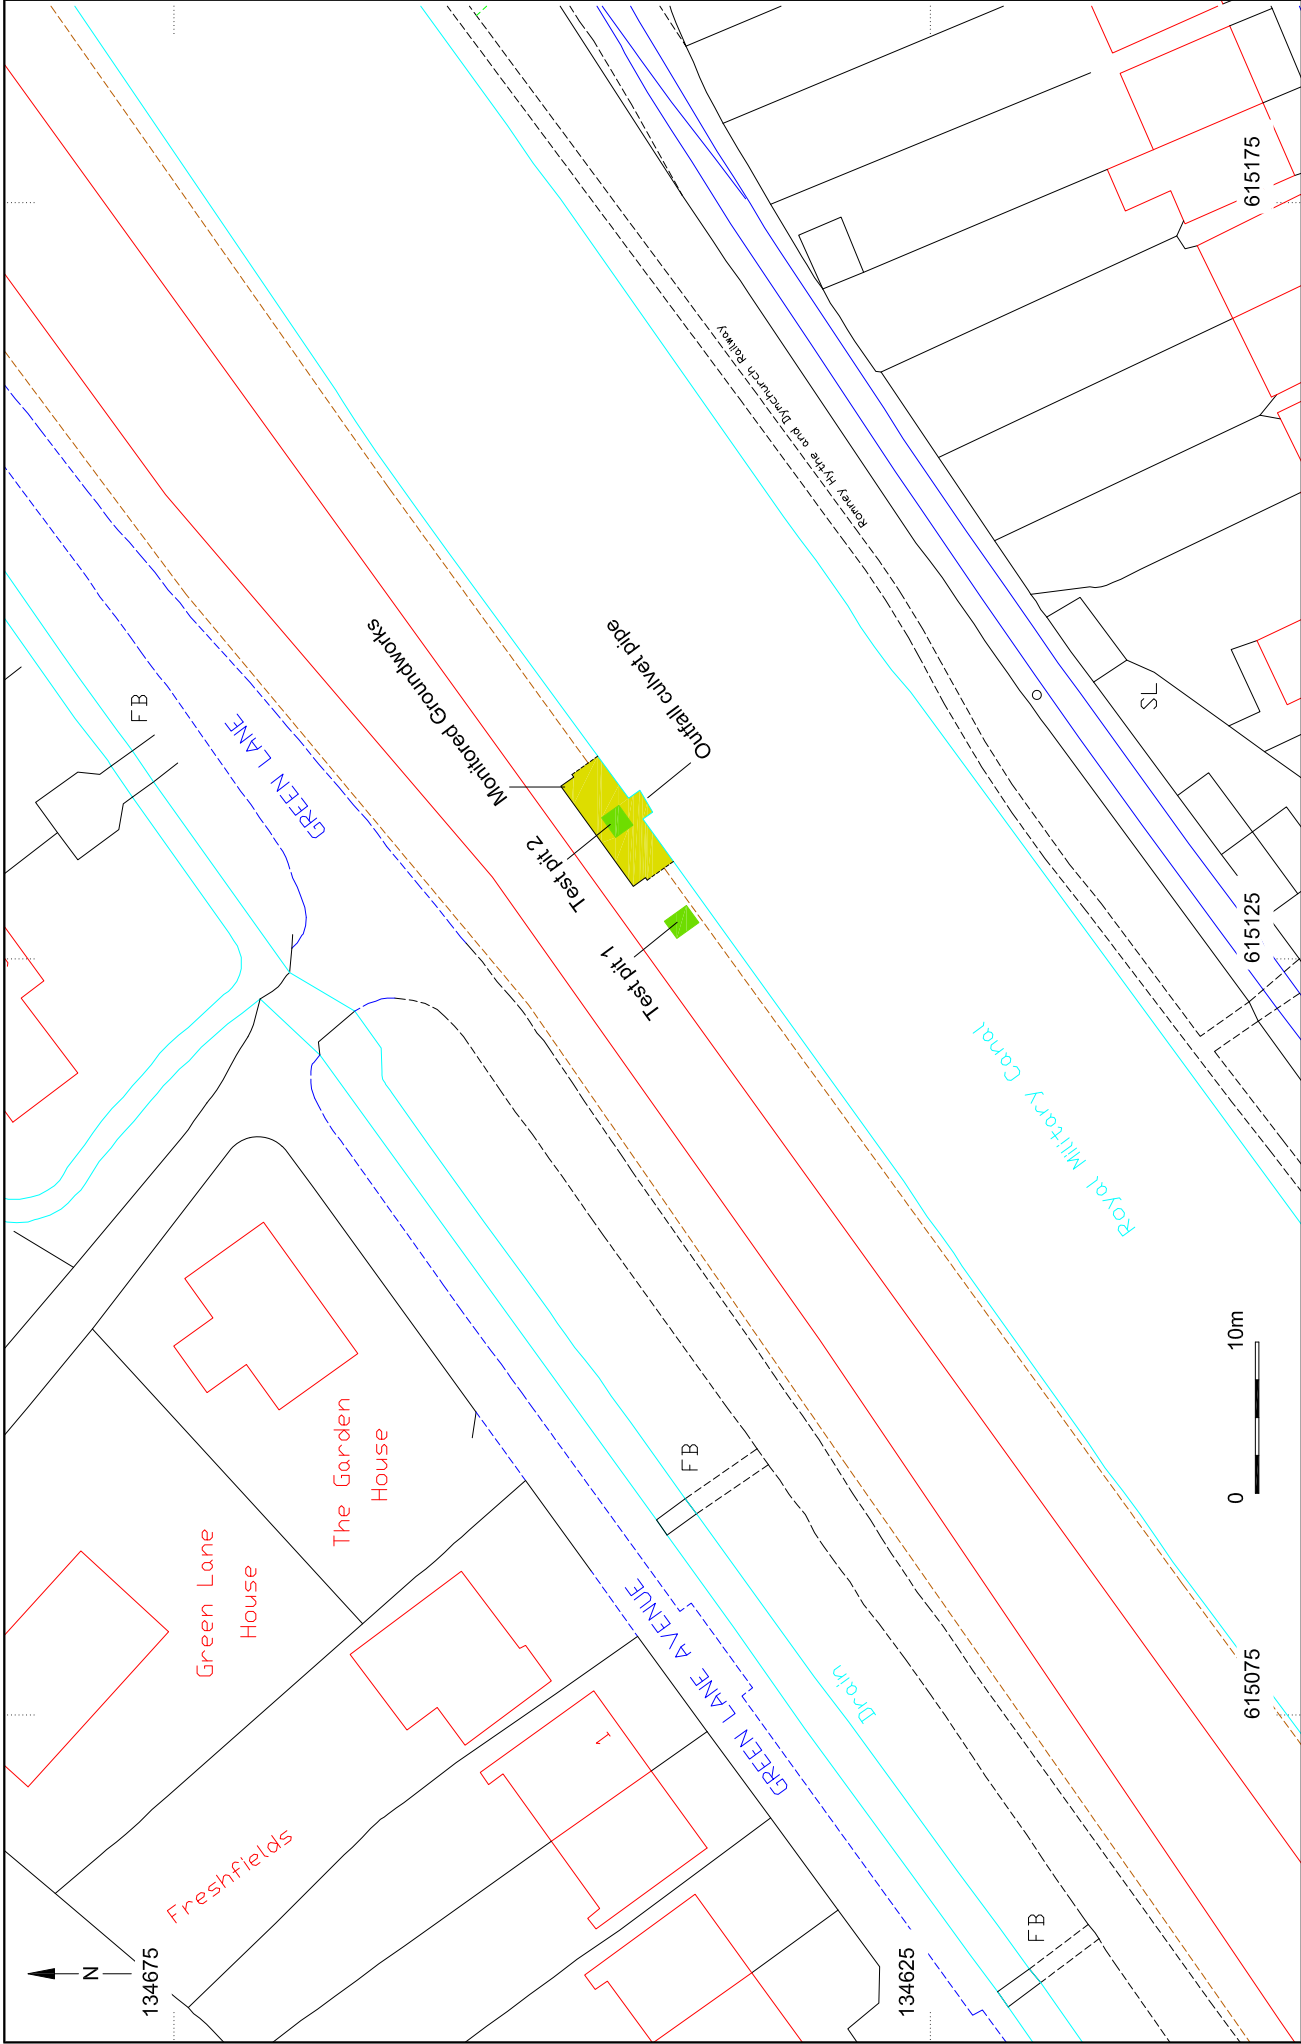 N
134675
134625
615075
615125
615175
0
10m
Freshfields
Green Lane
House
The Garden
House
1
GREEN LANE AVENUE
Drain
FB
FB
FB
GREEN LANE
Monitored Groundworks
Test pit 2
Test pit 1
Outfall culvet pipe
Royal Military Canal
Romney Hythe and Dymchurch Railway
SL